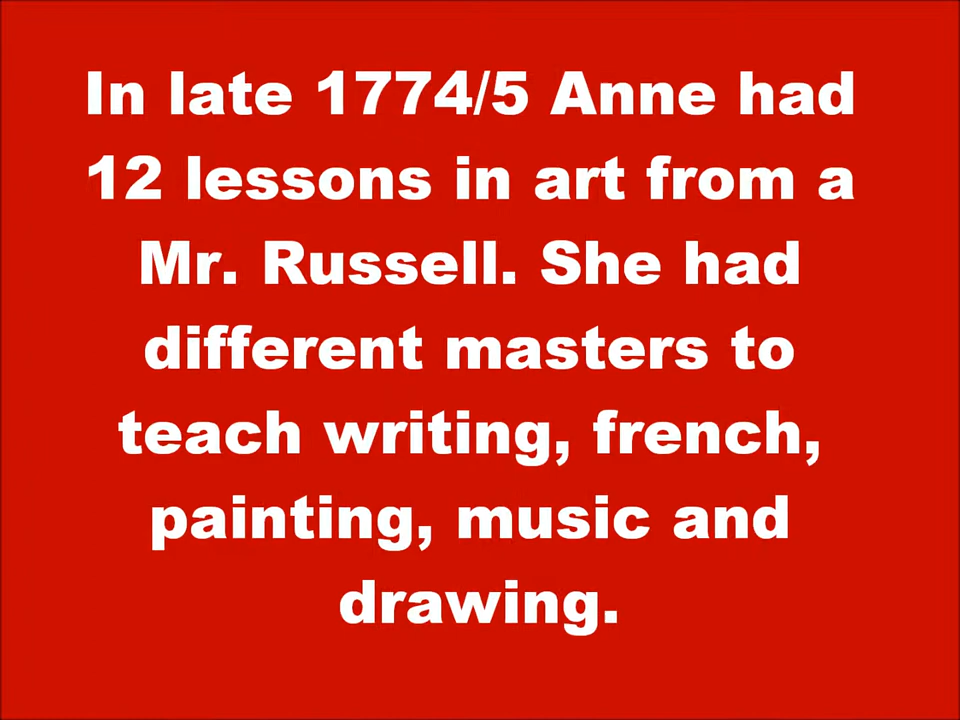 In late 1774/5 Anne had
12 lessons in art from a
Mr. Russell. She had
different masters to
teach writing, french,
painting, music and
drawing.